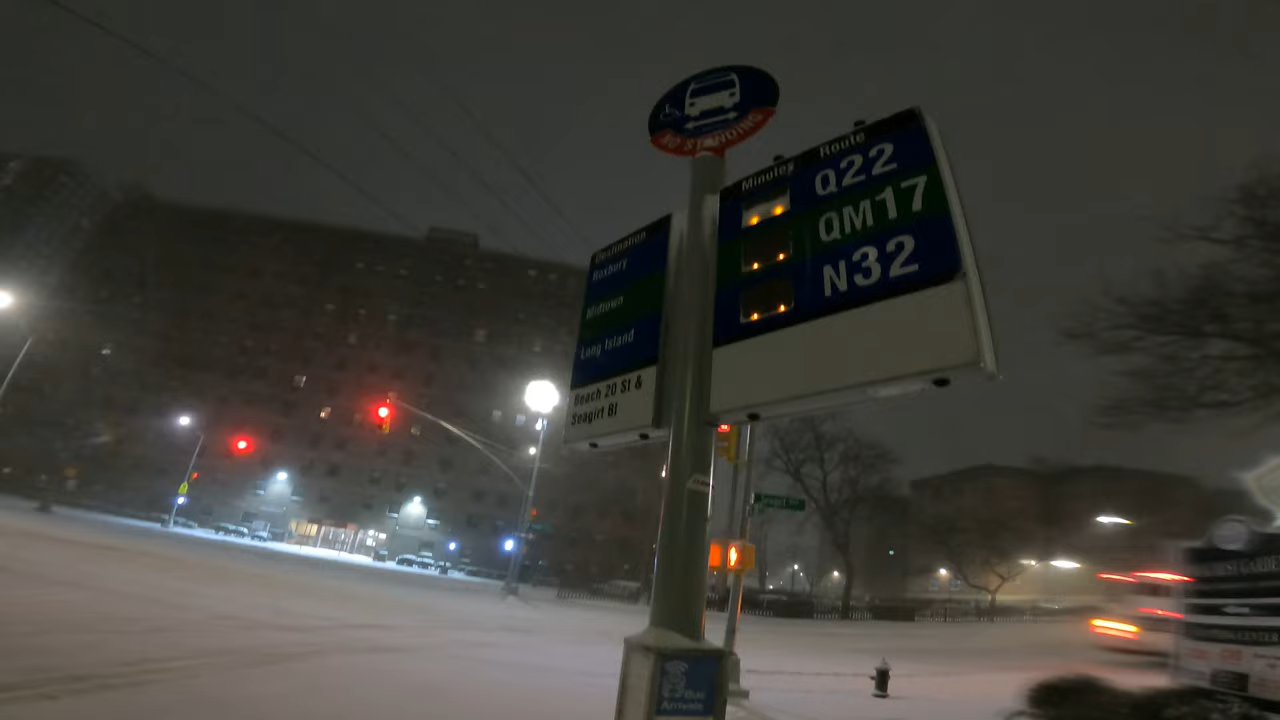 NO STANDING
Minutes Route
Q22
QM17
N32
Destination
Roxbury
Midtown
Long Island
Beach 20 St &
Seagirt Bl
Bus
Arrivals